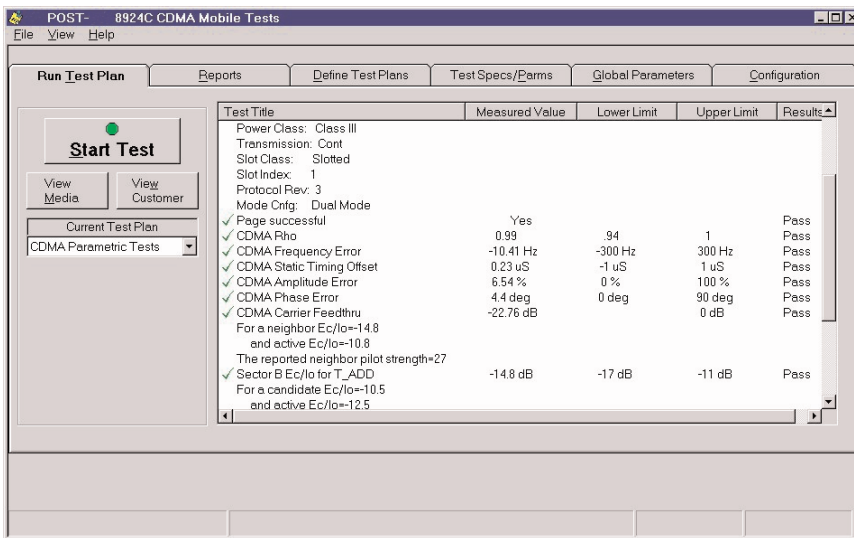 POST- 8924C CDMA Mobile Tests
File View Help
Run Test Plan Reports Define Test Plans Test Specs/Parms Global Parameters Configuration
Start Test
View Media
View Customer
Current Test Plan
CDMA Parametric Tests
Test Title Measured Value Lower Limit Upper Limit Results
Power Class: Class III
Transmission: Cont
Slot Class: Slotted
Slot Index: 1
Protocol Rev: 3
Mode Cnfg: Dual Mode
Page successful Yes Pass
CDMA Rho 0.99 .94 1 Pass
CDMA Frequency Error -10.41 Hz -300 Hz 300 Hz Pass
CDMA Static Timing Offset 0.23 uS -1 uS 1 uS Pass
CDMA Amplitude Error 6.54 % 0 % 100 % Pass
CDMA Phase Error 4.4 deg 0 deg 90 deg Pass
CDMA Carrier Feedthru -22.76 dB 0 dB Pass
For a neighbor Ec/Io=-14.8
and active Ec/Io=-10.8
The reported neighbor pilot strength=27
Sector B Ec/Io for T_ADD -14.8 dB -17 dB -11 dB Pass
For a candidate Ec/Io=-10.5
and active Ec/Io=-12.5